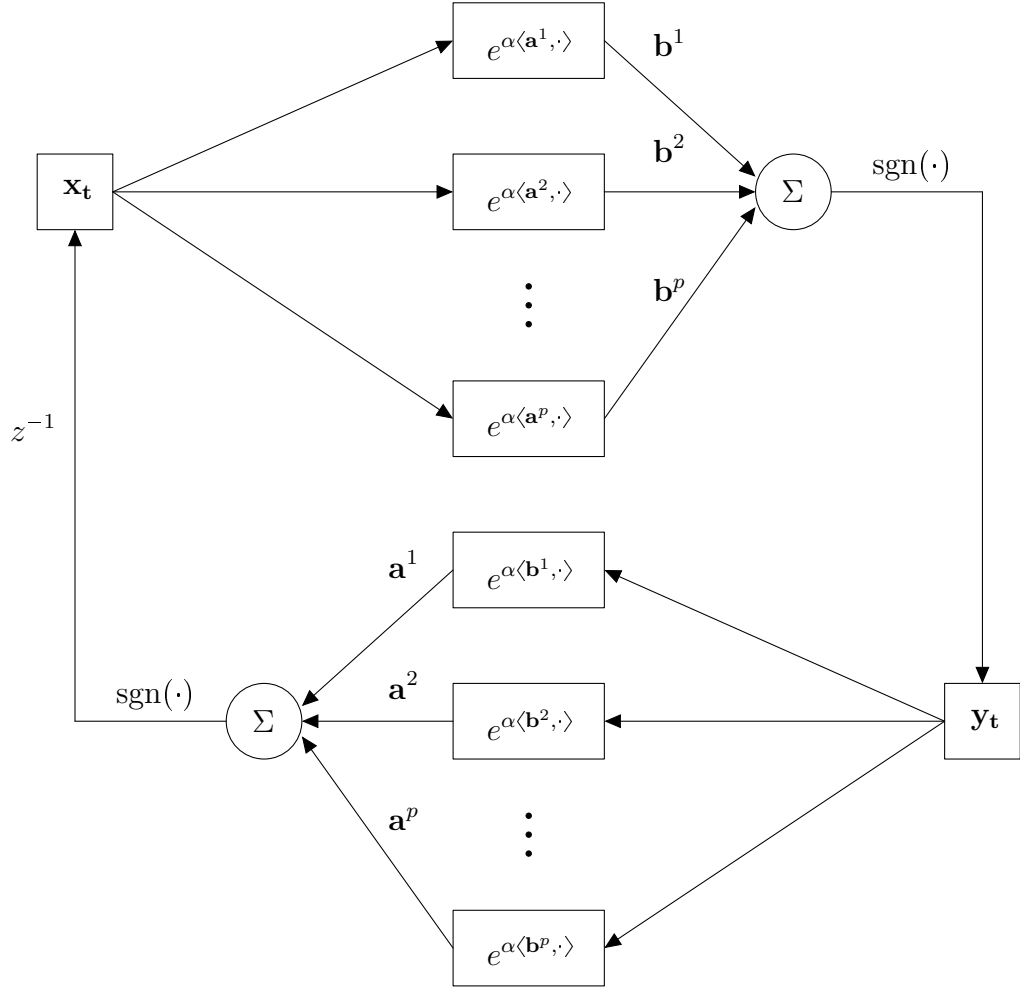 e^{α⟨𝐚^1,·⟩}
𝐛^1
𝐛^2
𝐱_𝐭
e^{α⟨𝐚^2,·⟩}
Σ
sgn(·)
⋮
𝐛^p
e^{α⟨𝐚^p,·⟩}
z^{−1}
𝐚^1
e^{α⟨𝐛^1,·⟩}
sgn(·)
Σ
𝐚^2
e^{α⟨𝐛^2,·⟩}
𝐲_𝐭
𝐚^p
⋮
e^{α⟨𝐛^p,·⟩}